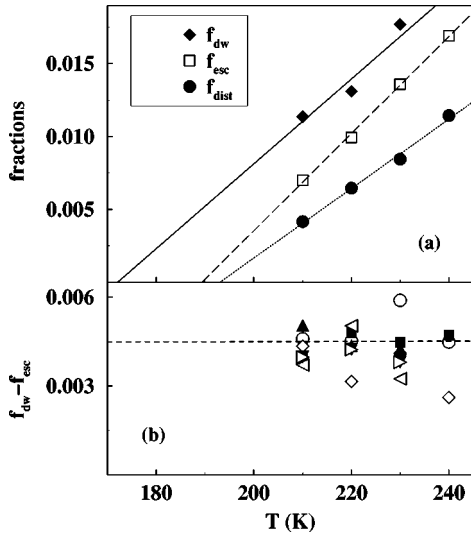 0.015
0.010
0.005
fractions
f_dw
f_esc
f_dist
(a)
0.006
0.003
f_dw−f_esc
(b)
180 200 220 240
T (K)